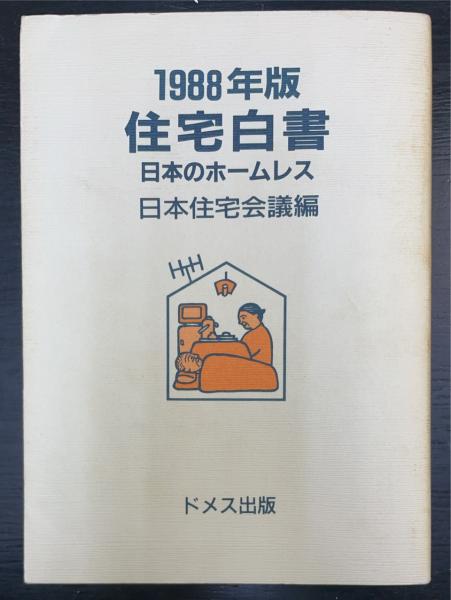 1988年版
住宅白書
日本のホームレス
日本住宅会議編
ドメス出版